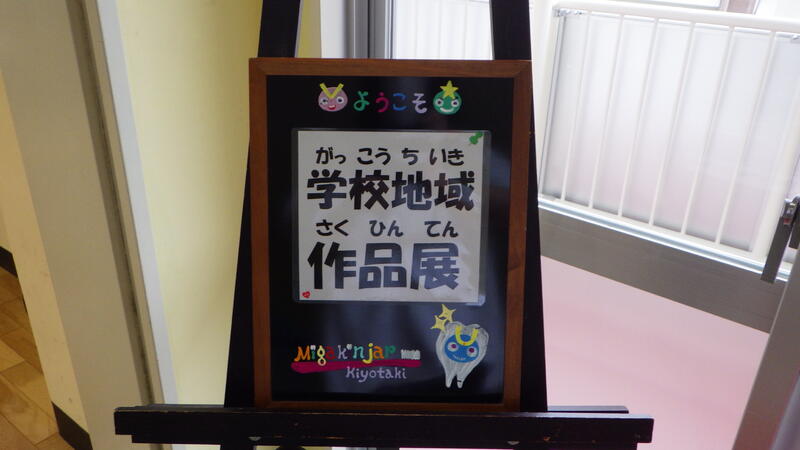 ようこそ
がっ こう ち いき
学校地域
さく ひん てん
作品展
Migakinjar
Kiyotaki